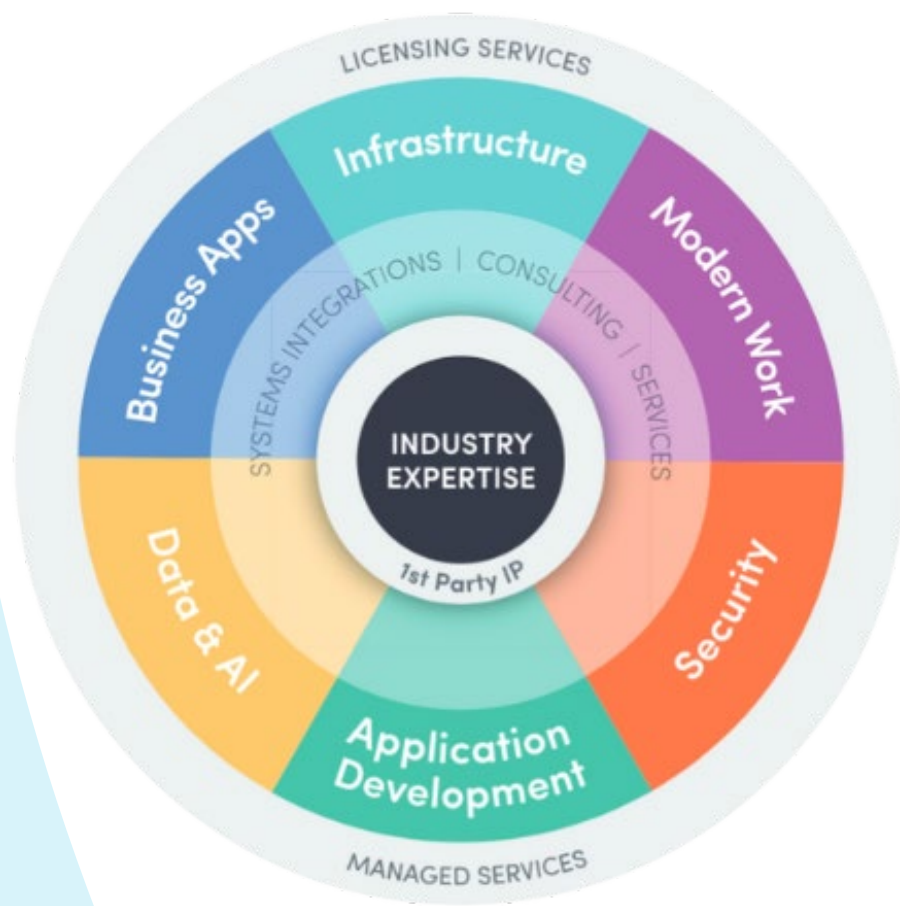 LICENSING SERVICES
Infrastructure
Modern Work
Security
Application
Development
Data & AI
Business Apps
SYSTEMS INTEGRATIONS | CONSULTING | SERVICES
INDUSTRY
EXPERTISE
1st Party IP
MANAGED SERVICES